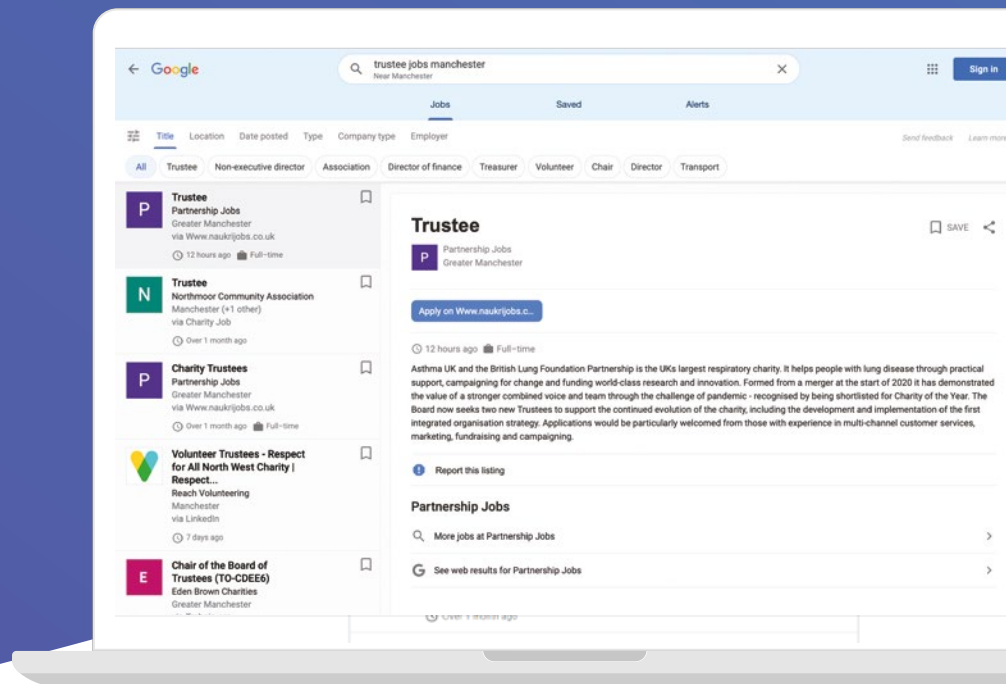 Google
trustee jobs manchester
Near Manchester
Sign in
Jobs Saved Alerts
Title Location Date posted Type Company type Employer
Send feedback Learn more
All Trustee Non-executive director Association Director of finance Treasurer Volunteer Chair Director Transport
P
Trustee
Partnership Jobs
Greater Manchester
via Www.naukrijobs.co.uk
12 hours ago Full-time
N
Trustee
Northmoor Community Association
Manchester (+1 other)
via Charity Job
Over 1 month ago
P
Charity Trustees
Partnership Jobs
Greater Manchester
via Www.naukrijobs.co.uk
Over 1 month ago Full-time
Volunteer Trustees - Respect
for All North West Charity |
Respect...
Reach Volunteering
Manchester
via LinkedIn
7 days ago
E
Chair of the Board of
Trustees (TO-CDEE6)
Eden Brown Charities
Greater Manchester
Trustee
SAVE
P
Partnership Jobs
Greater Manchester
Apply on Www.naukrijobs.c...
12 hours ago Full-time
Asthma UK and the British Lung Foundation Partnership is the UKs largest respiratory charity. It helps people with lung disease through practical
support, campaigning for change and funding world-class research and innovation. Formed from a merger at the start of 2020 it has demonstrated
the value of a stronger combined voice and team through the challenge of pandemic - recognised by being shortlisted for Charity of the Year. The
Board now seeks two new Trustees to support the continued evolution of the charity, including the development and implementation of the first
integrated organisation strategy. Applications would be particularly welcomed from those with experience in multi-channel customer services,
marketing, fundraising and campaigning.
Report this listing
Partnership Jobs
More jobs at Partnership Jobs
G See web results for Partnership Jobs
Over 1 month ago